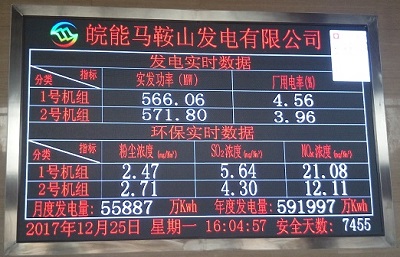 皖能马鞍山发电有限公司
发电实时数据
分类 指标 实发功率(MW) 厂用电率(%)
1号机组 566.06 4.56
2号机组 571.80 3.96
环保实时数据
分类 指标 粉尘浓度(mg/Nm³) SO2浓度(mg/Nm³) NOx浓度(mg/Nm³)
1号机组 2.47 5.64 21.08
2号机组 2.71 4.30 12.11
月度发电量: 55887 万Kwh 年度发电量: 591997 万Kwh
2017年12月25日 星期一 16:04:57 安全天数: 7455